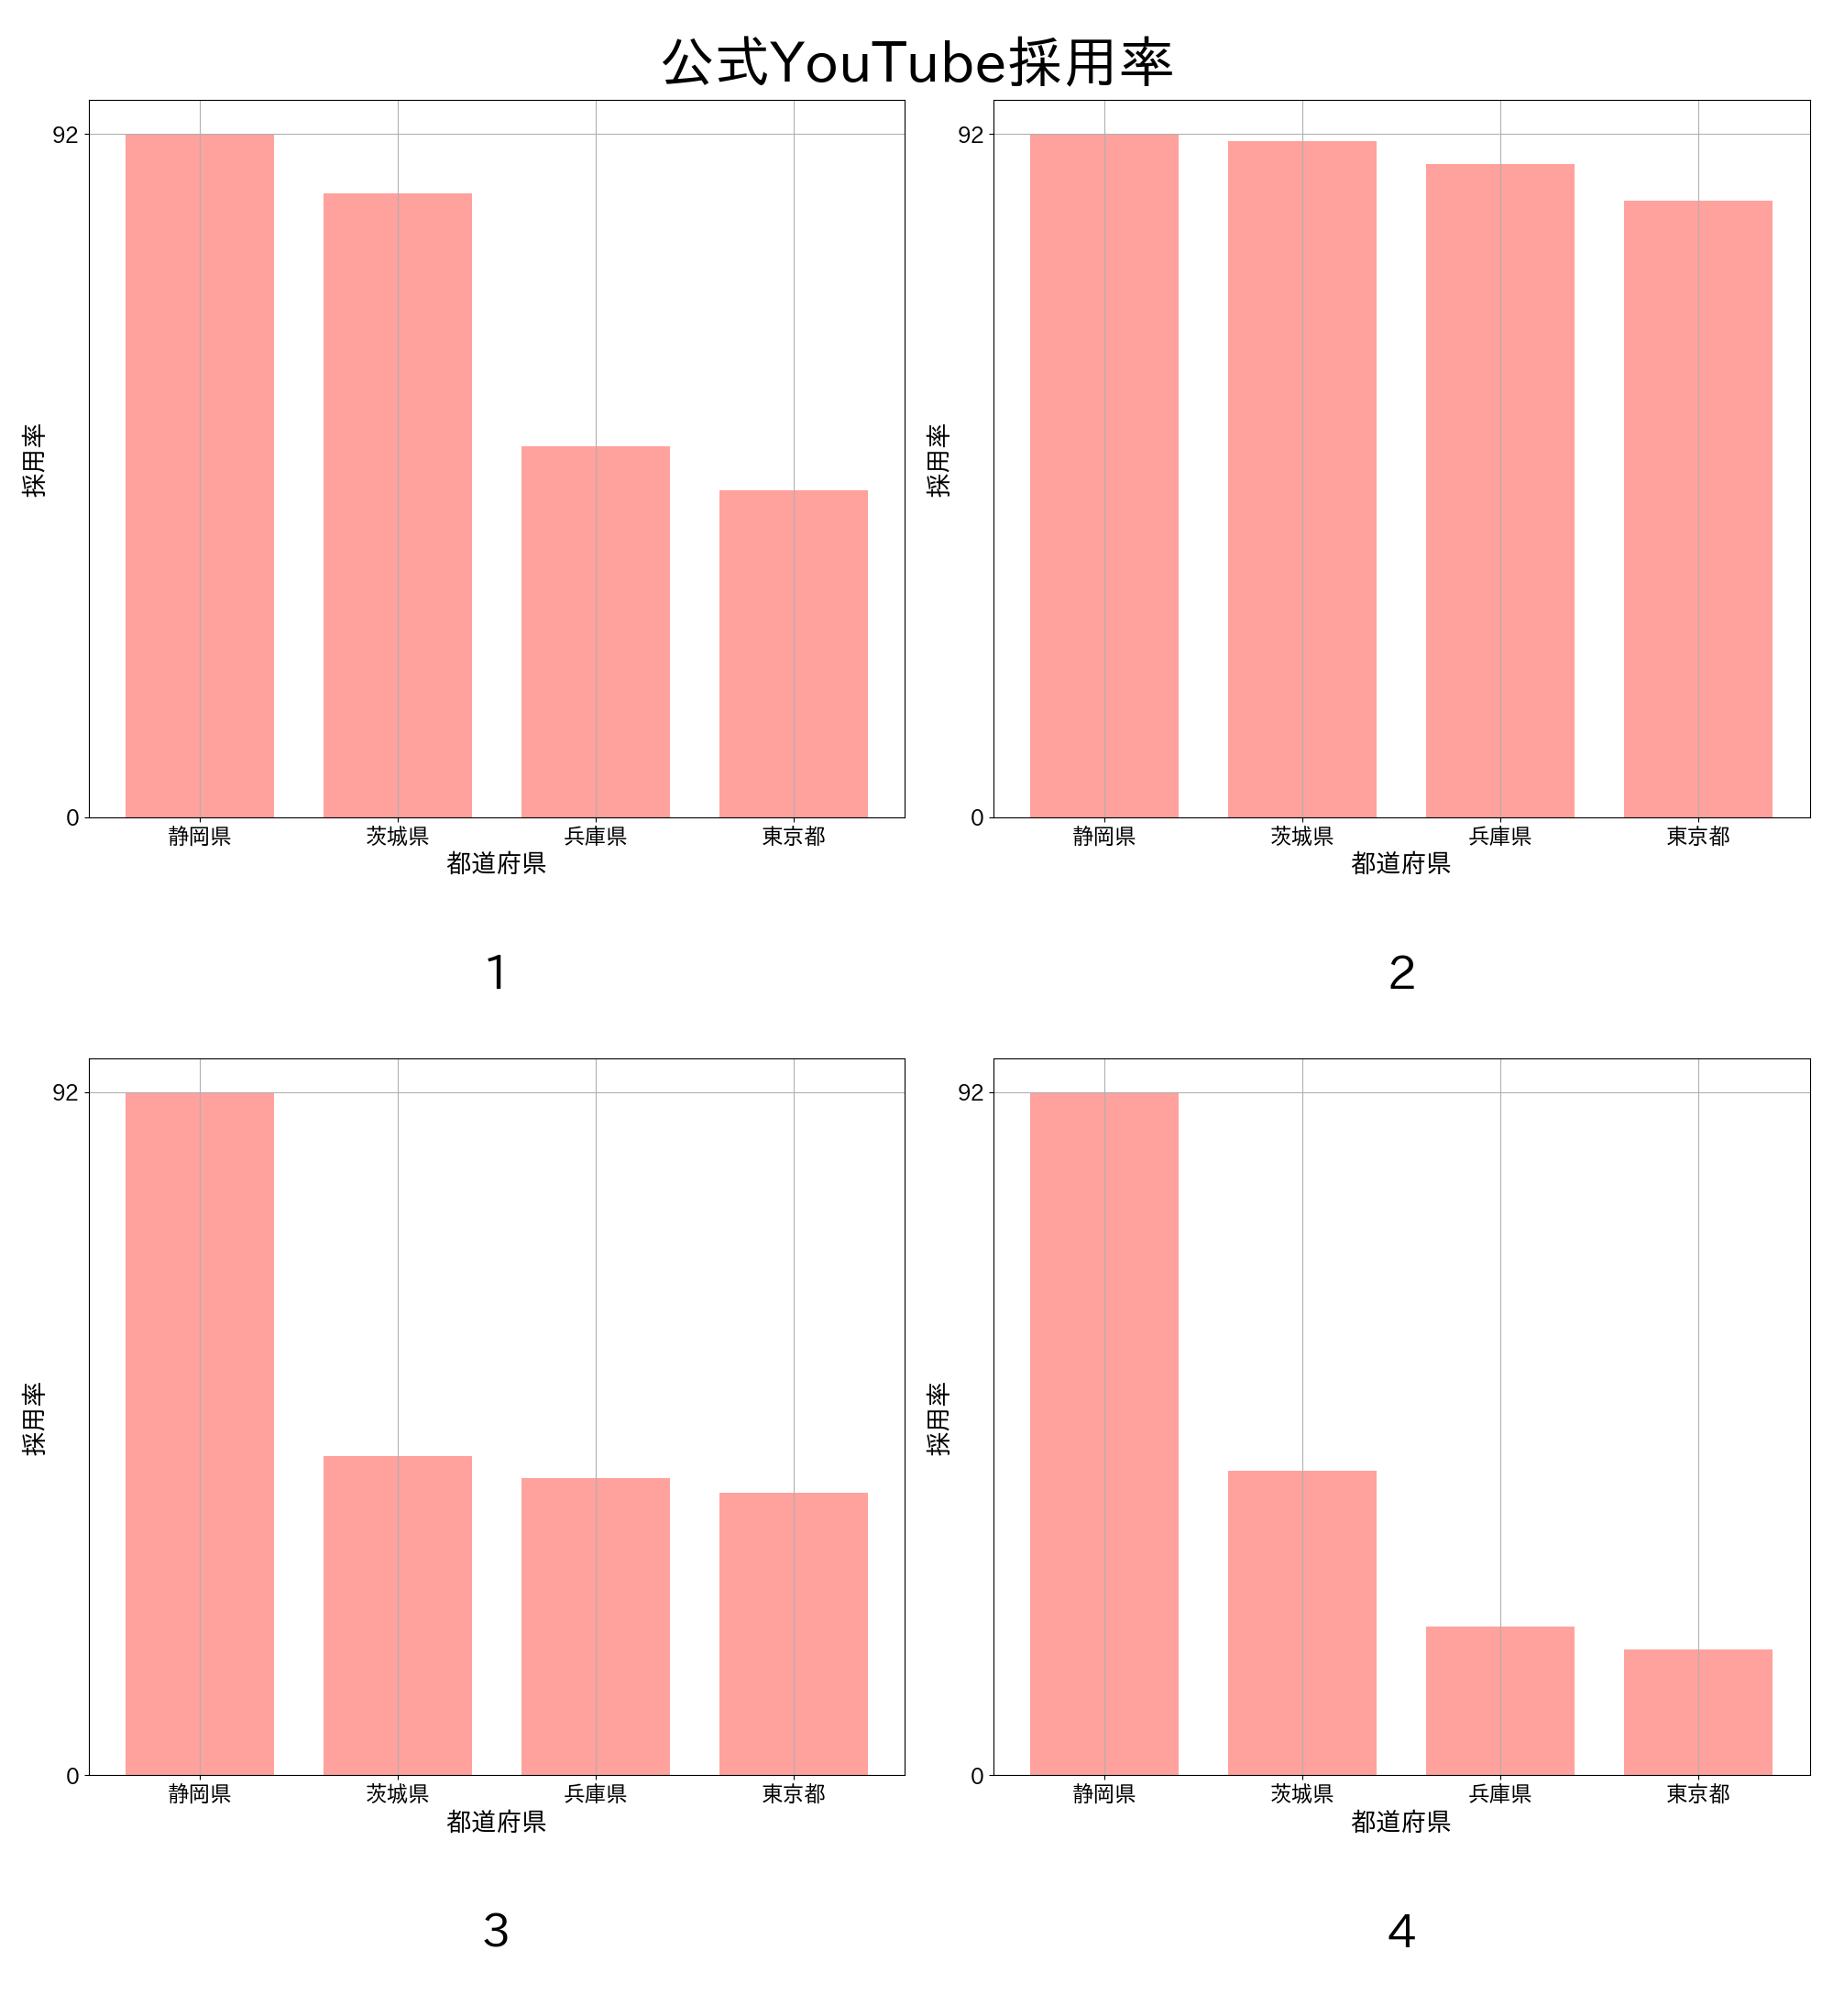 公式YouTube採用率
92
0
採用率
静岡県 茨城県 兵庫県 東京都
都道府県
1
92
0
採用率
静岡県 茨城県 兵庫県 東京都
都道府県
2
92
0
採用率
静岡県 茨城県 兵庫県 東京都
都道府県
3
92
0
採用率
静岡県 茨城県 兵庫県 東京都
都道府県
4